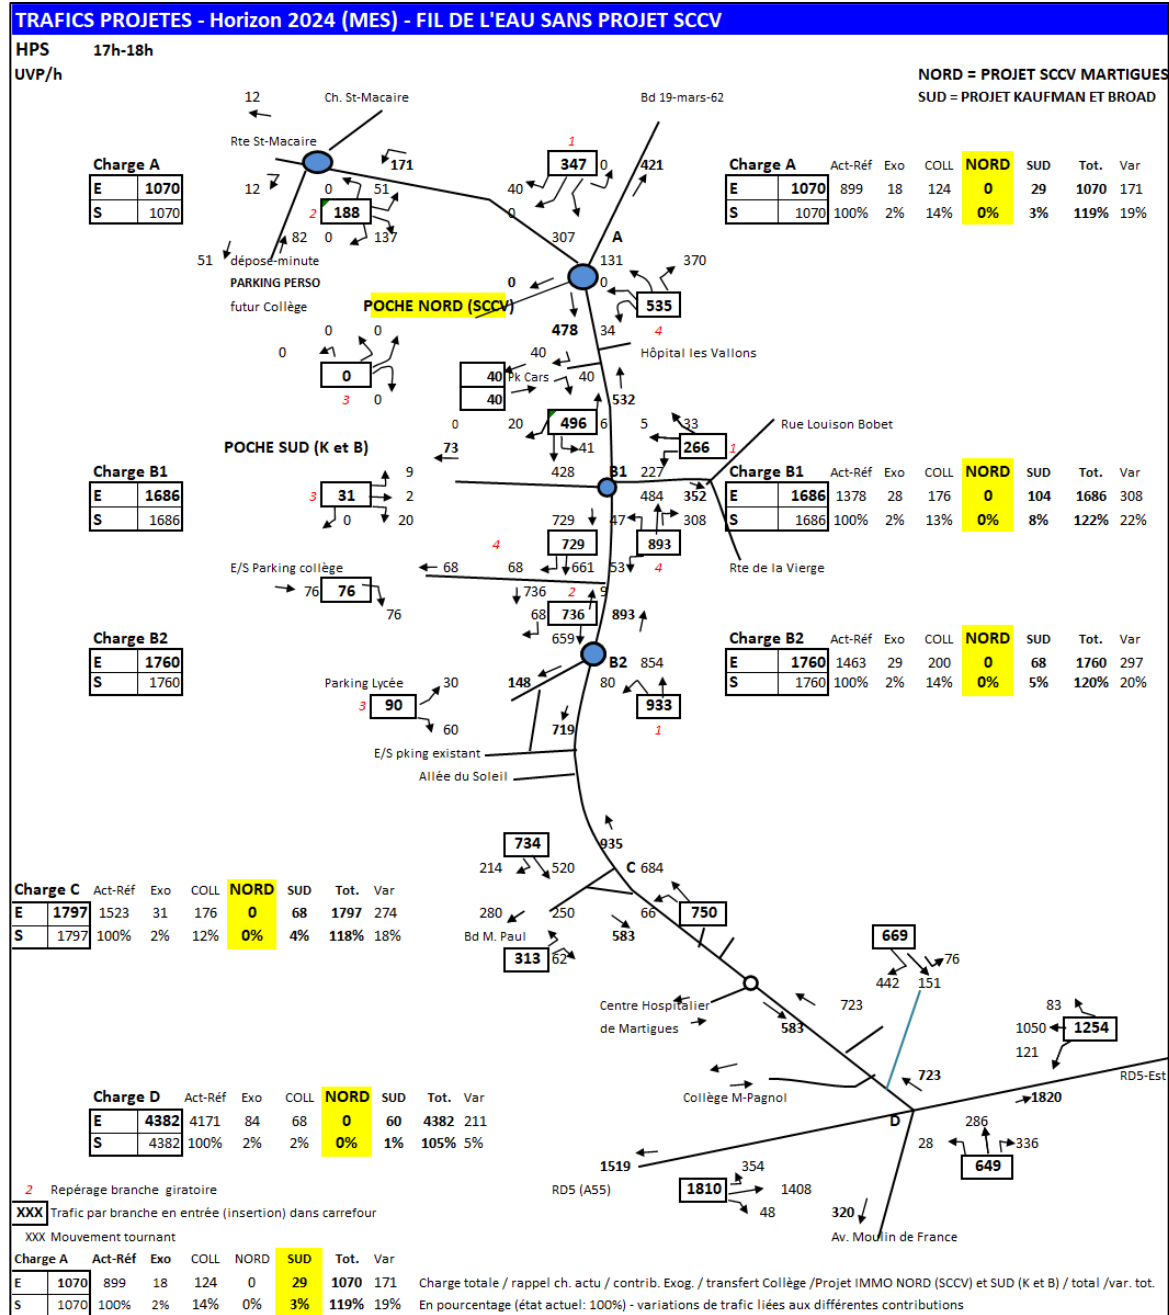 TRAFICS PROJETES - Horizon 2024 (MES) - FIL DE L'EAU SANS PROJET SCCV
HPS 17h-18h
UVP/h
NORD = PROJET SCCV MARTIGUES
SUD = PROJET KAUFMAN ET BROAD
12 Ch. St-Macaire Bd 19-mars-62
Rte St-Macaire 1
171 347 0 421
Charge A Charge A Act-Réf Exo COLL NORD SUD Tot. Var
E 1070 12 0 51 40 E 1070 899 18 124 0 29 1070 171
S 1070 2 188 0 S 1070 100% 2% 14% 0% 3% 119% 19%
82 0 137 307 A
51 dépose-minute 131 370
PARKING PERSO 0 0
futur Collège POCHE NORD (SCCV) 535
0 0 478 34 4
0 40 Hôpital les Vallons
0 40 Pk Cars 40
3 0 40 532
0 20 496 6 5 33 Rue Louison Bobet
POCHE SUD (K et B) 73 41 266 1
Charge B1 9 428 B1 227 Charge B1 Act-Réf Exo COLL NORD SUD Tot. Var
E 1686 3 31 2 484 352 E 1686 1378 28 176 0 104 1686 308
S 1686 0 20 729 47 308 S 1686 100% 2% 13% 0% 8% 122% 22%
4 729 893
E/S Parking collège 68 68 661 53 4 Rte de la Vierge
76 76 736 2 9
76 68 736 893
Charge B2 659 Charge B2 Act-Réf Exo COLL NORD SUD Tot. Var
E 1760 B2 854 E 1760 1463 29 200 0 68 1760 297
S 1760 Parking Lycée 30 148 80 S 1760 100% 2% 14% 0% 5% 120% 20%
3 90 933
60 719 1
E/S pking existant
Allée du Soleil
734 935
214 520 C 684
Charge C Act-Réf Exo COLL NORD SUD Tot. Var
E 1797 1523 31 176 0 68 1797 274 280 250 66 750
S 1797 100% 2% 12% 0% 4% 118% 18% Bd M. Paul 583 669
313 62 76
442 151
Centre Hospitalier 723 83
de Martigues 583 1050 1254
121
723 RD5-Est
Charge D Act-Réf Exo COLL NORD SUD Tot. Var Collège M-Pagnol 1820
E 4382 4171 84 68 0 60 4382 211 D 286
S 4382 100% 2% 2% 0% 1% 105% 5% 28 336
1519 354 649
2 Repérage branche giratoire RD5 (A55) 1810 1408
XXX Trafic par branche en entrée (insertion) dans carrefour 48 320
XXX Mouvement tournant Av. Moulin de France
Charge A Act-Réf Exo COLL NORD SUD Tot. Var
E 1070 899 18 124 0 29 1070 171 Charge totale / rappel ch. actu / contrib. Exog. / transfert Collège /Projet IMMO NORD (SCCV) et SUD (K et B) / total /var. tot.
S 1070 100% 2% 14% 0% 3% 119% 19% En pourcentage (état actuel: 100%) - variations de trafic liées aux différentes contributions